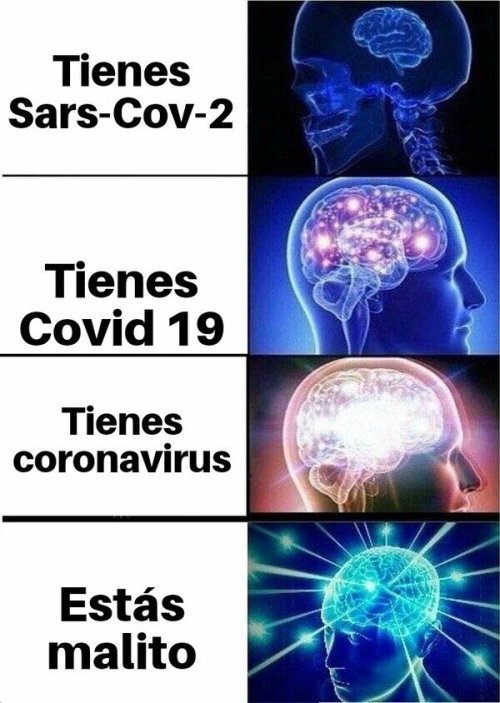 Tienes
Sars-Cov-2
Tienes
Covid 19
Tienes
coronavirus
Estás
malito